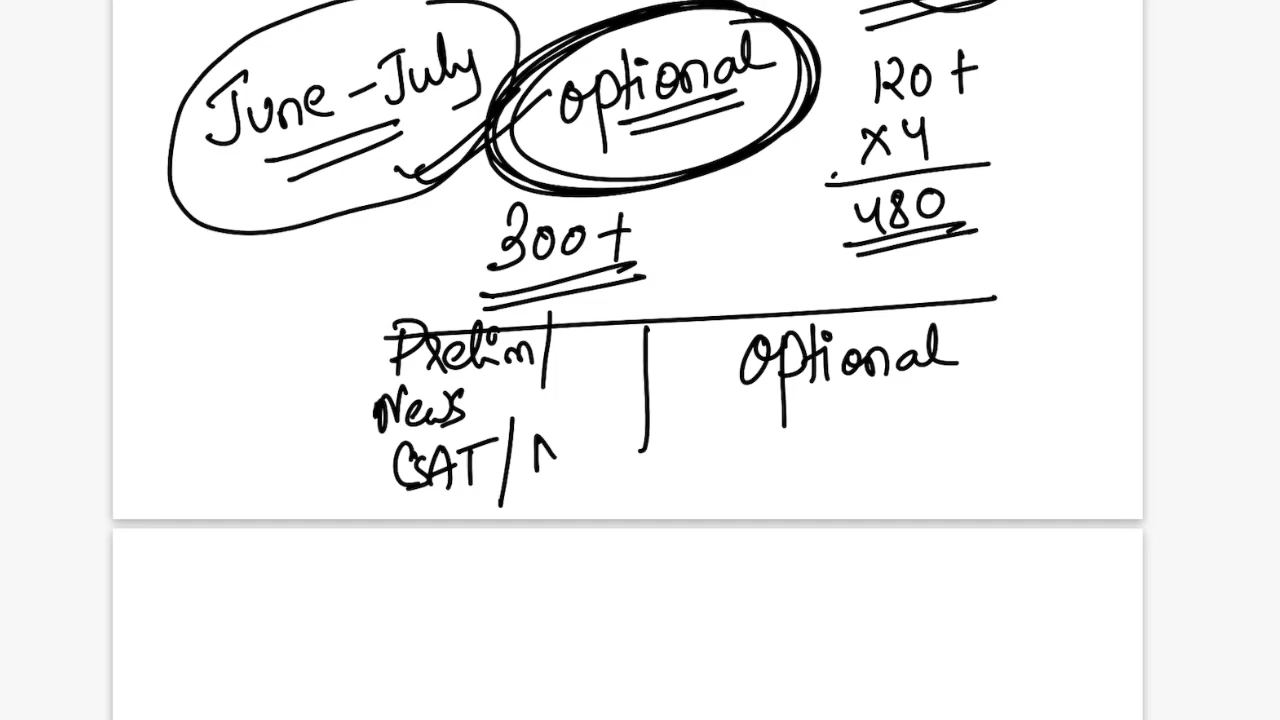 June - July
optional
120 +
x 4
480
300 +
Prelim /
optional
News
CSAT /